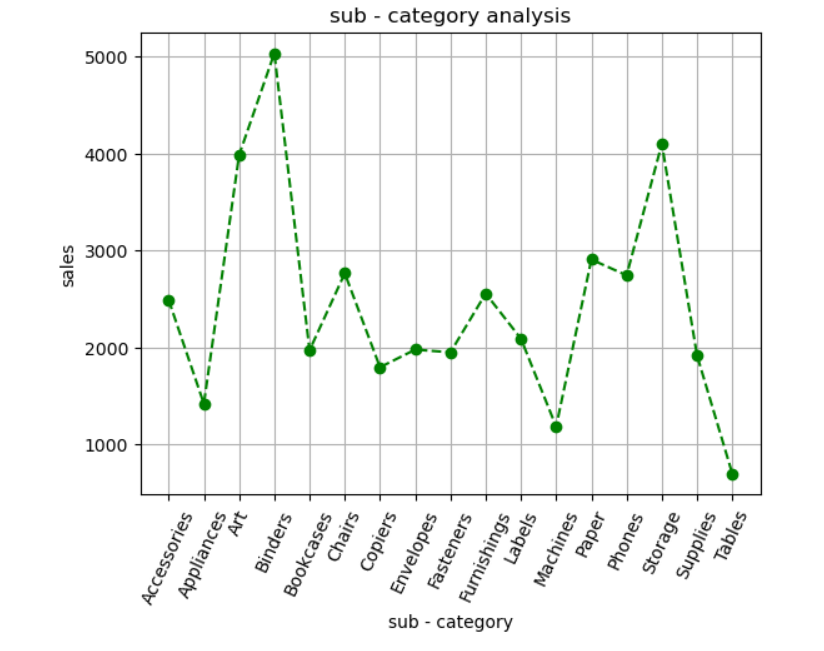 sub - category analysis
5000
4000
3000
2000
1000
sales
Accessories
Appliances
Art
Binders
Bookcases
Chairs
Copiers
Envelopes
Fasteners
Furnishings
Labels
Machines
Paper
Phones
Storage
Supplies
Tables
sub - category